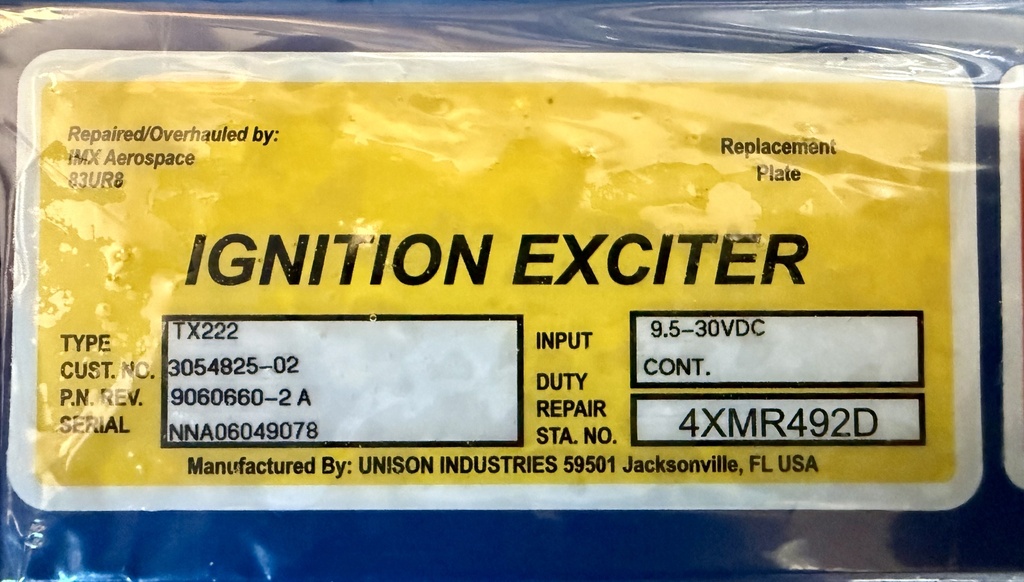 Repaired/Overhauled by:
IMX Aerospace
83UR8
Replacement
Plate
IGNITION EXCITER
TYPE TX222
CUST. NO. 3054825-02
P.N. REV. 9060660-2 A
SERIAL NNA06049078
INPUT 9.5-30VDC
DUTY CONT.
REPAIR
STA. NO. 4XMR492D
Manufactured By: UNISON INDUSTRIES 59501 Jacksonville, FL USA